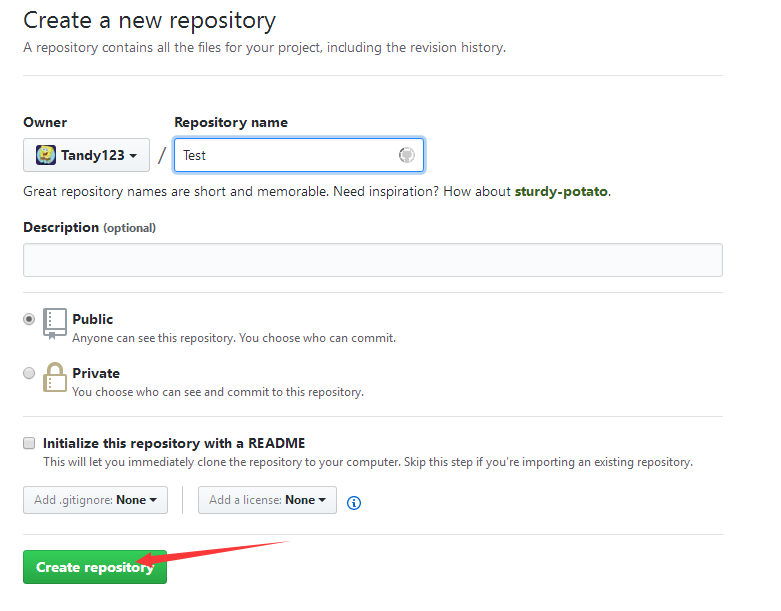 Create a new repository
A repository contains all the files for your project, including the revision history.
Owner
Repository name
Tandy123
/
Test
Great repository names are short and memorable. Need inspiration? How about sturdy-potato.
Description (optional)
Public
Anyone can see this repository. You choose who can commit.
Private
You choose who can see and commit to this repository.
Initialize this repository with a README
This will let you immediately clone the repository to your computer. Skip this step if you're importing an existing repository.
Add .gitignore: None
Add a license: None
Create repository